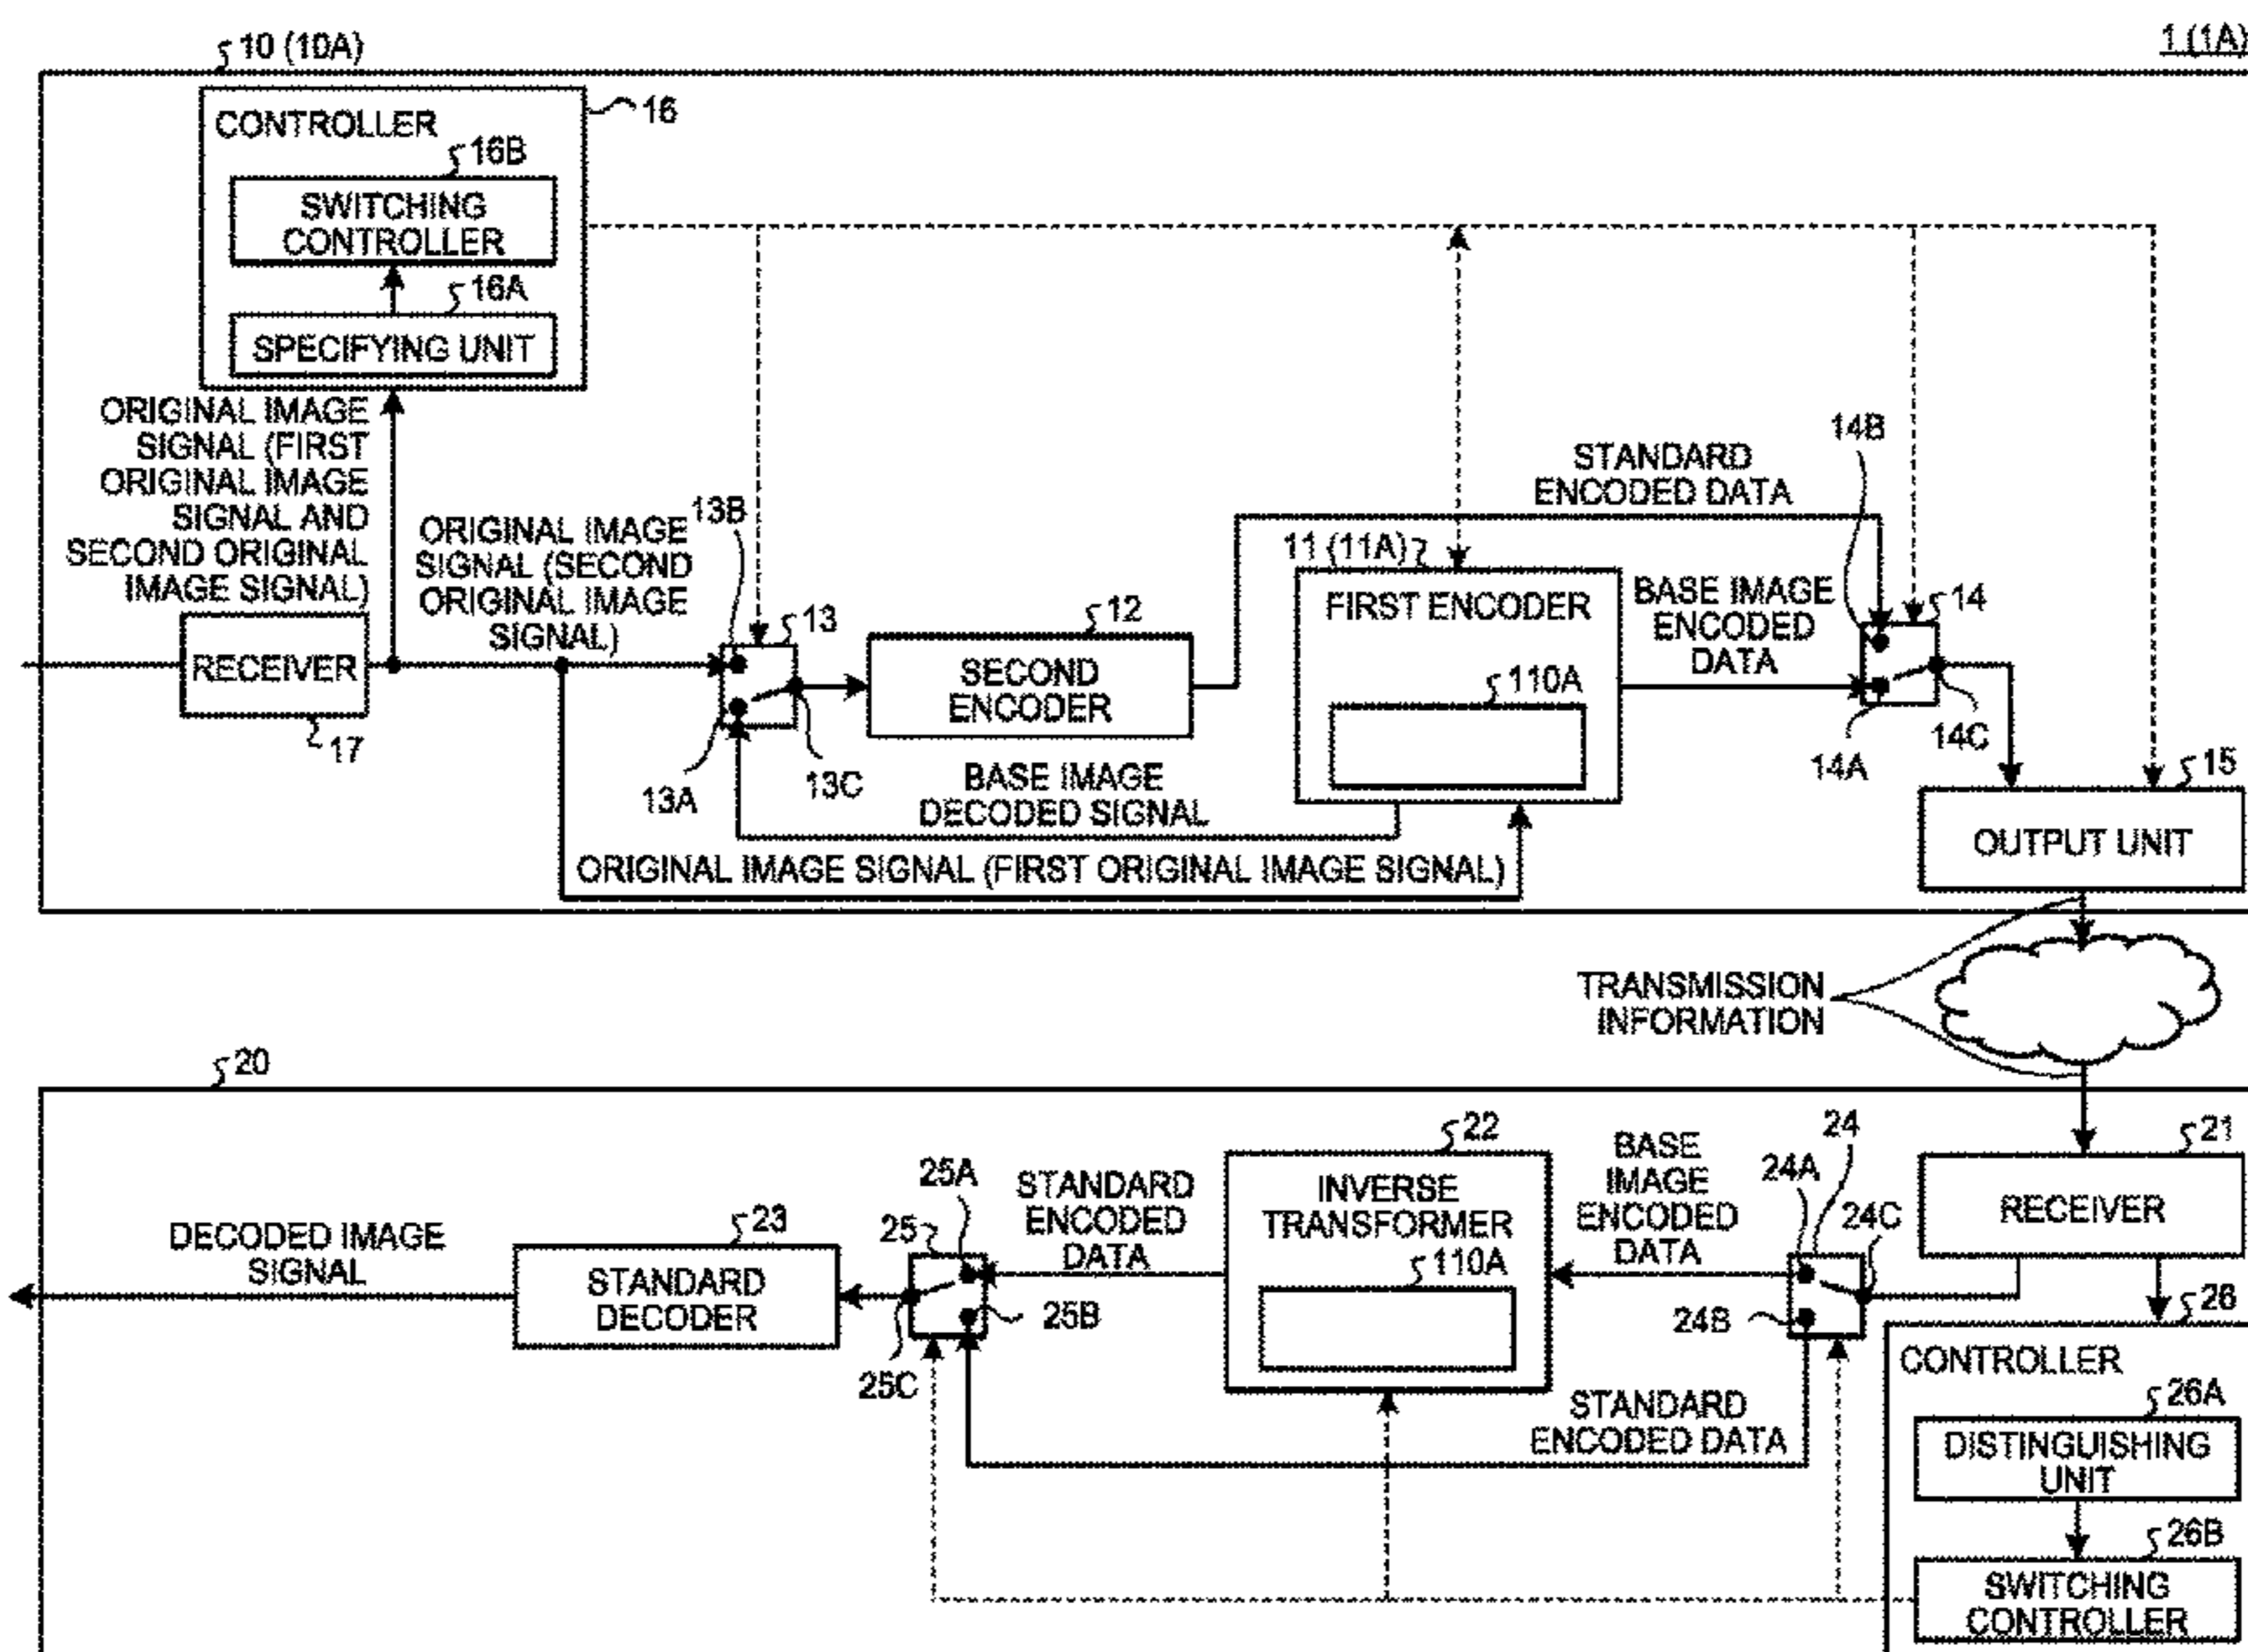 10 (10A)
1 (1A)
CONTROLLER
16
16B
SWITCHING
CONTROLLER
16A
SPECIFYING UNIT
ORIGINAL IMAGE
SIGNAL (FIRST
ORIGINAL IMAGE
SIGNAL AND
SECOND ORIGINAL
IMAGE SIGNAL)
RECEIVER
17
ORIGINAL IMAGE
SIGNAL (SECOND
ORIGINAL IMAGE
SIGNAL)
13B
13
13A
13C
12
SECOND
ENCODER
BASE IMAGE
DECODED SIGNAL
ORIGINAL IMAGE SIGNAL (FIRST ORIGINAL IMAGE SIGNAL)
11 (11A)
FIRST ENCODER
110A
STANDARD
ENCODED DATA
BASE IMAGE
ENCODED
DATA
14B
14
14A
14C
15
OUTPUT UNIT
TRANSMISSION
INFORMATION
20
21
RECEIVER
24
24A
24C
24B
BASE
IMAGE
ENCODED
DATA
22
INVERSE
TRANSFORMER
110A
STANDARD
ENCODED
DATA
25A
25
25B
25C
23
STANDARD
DECODER
DECODED IMAGE
SIGNAL
STANDARD
ENCODED DATA
26
CONTROLLER
26A
DISTINGUISHING
UNIT
26B
SWITCHING
CONTROLLER